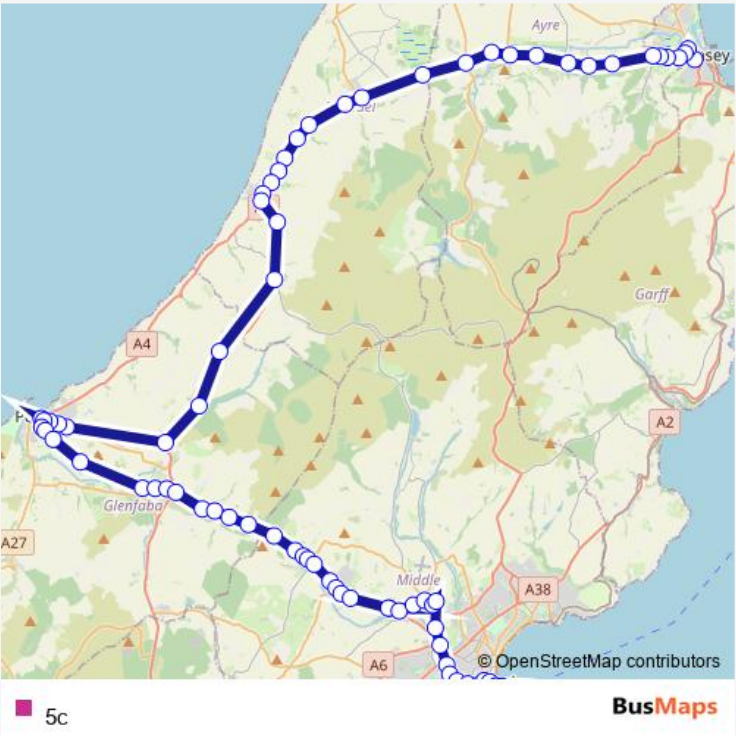 Ayre
A4
Garff
A2
Glenfaba
A27
Middle
A38
A6
© OpenStreetMap contributors
5c
BusMaps